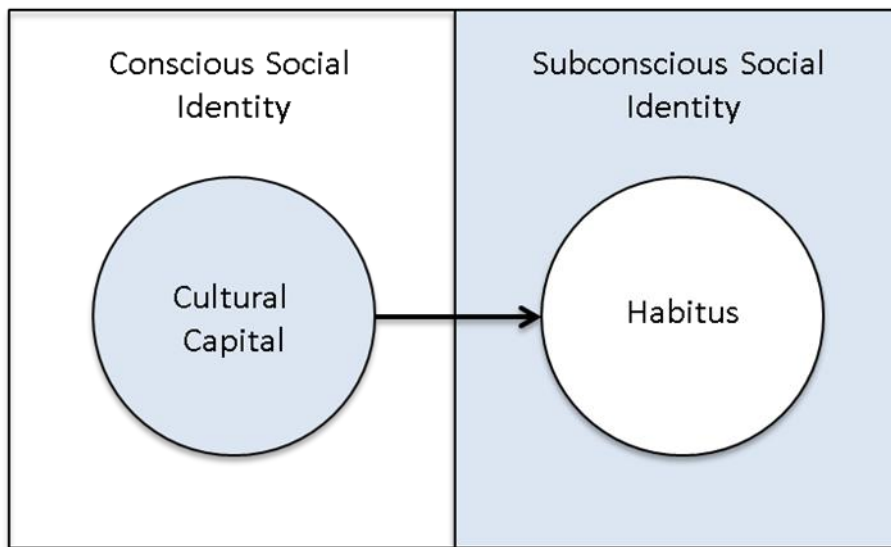 Conscious Social
Identity
Subconscious Social
Identity
Cultural
Capital
Habitus